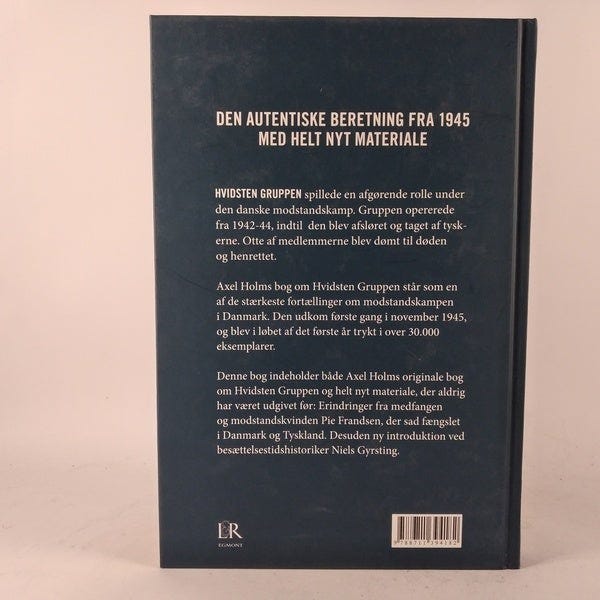 DEN AUTENTISKE BERETNING FRA 1945
MED HELT NYT MATERIALE
HVIDSTEN GRUPPEN spillede en afgørende rolle under
den danske modstandskamp. Gruppen opererede
fra 1942-44, indtil den blev afsløret og taget af tysk-
erne. Otte af medlemmerne blev dømt til døden
og henrettet.
Axel Holms bog om Hvidsten Gruppen står som en
af de stærkeste fortællinger om modstandskampen
i Danmark. Den udkom første gang i november 1945,
og blev i løbet af det første år trykt i over 30.000
eksemplarer.
Denne bog indeholder både Axel Holms originale bog
om Hvidsten Gruppen og helt nyt materiale, der aldrig
har været udgivet før: Erindringer fra medfangen
og modstandskvinden Pie Frandsen, der sad fængslet
i Danmark og Tyskland. Desuden ny introduktion ved
besættelsestidshistoriker Niels Gyrsting.
L&R
EGMONT
9 788711 394182